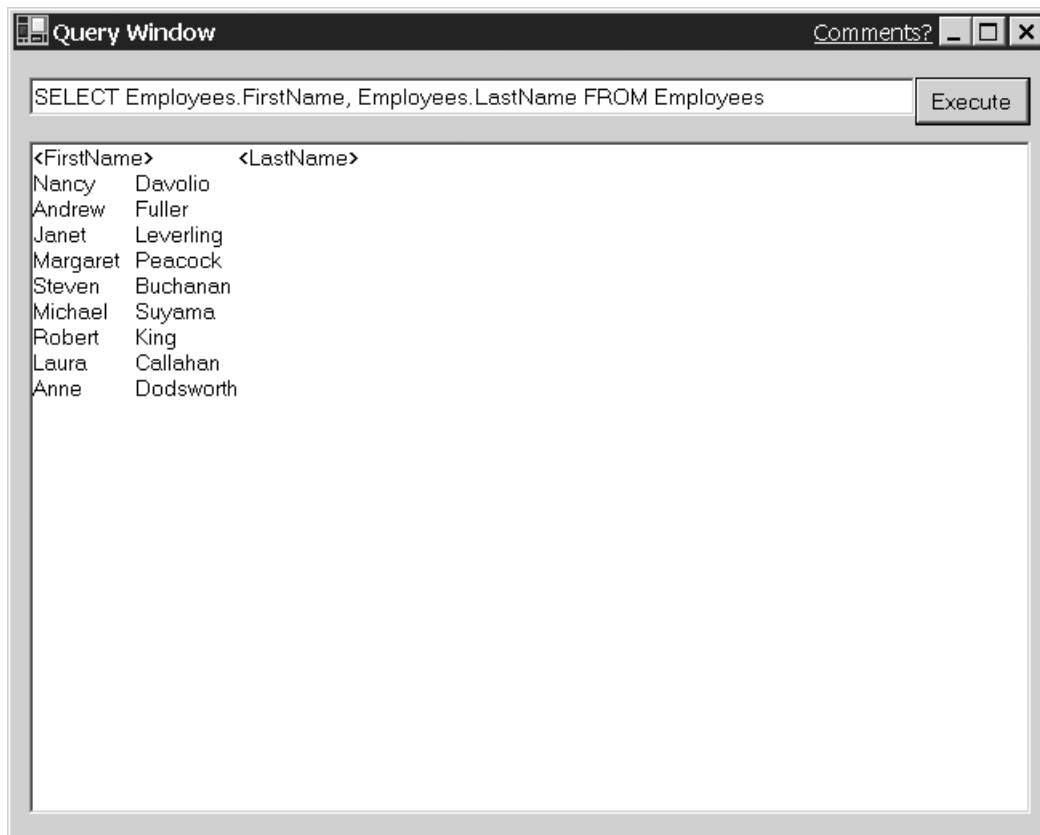 Query Window Comments?
SELECT Employees.FirstName, Employees.LastName FROM Employees Execute
<FirstName> <LastName>
Nancy Davolio
Andrew Fuller
Janet Leverling
Margaret Peacock
Steven Buchanan
Michael Suyama
Robert King
Laura Callahan
Anne Dodsworth